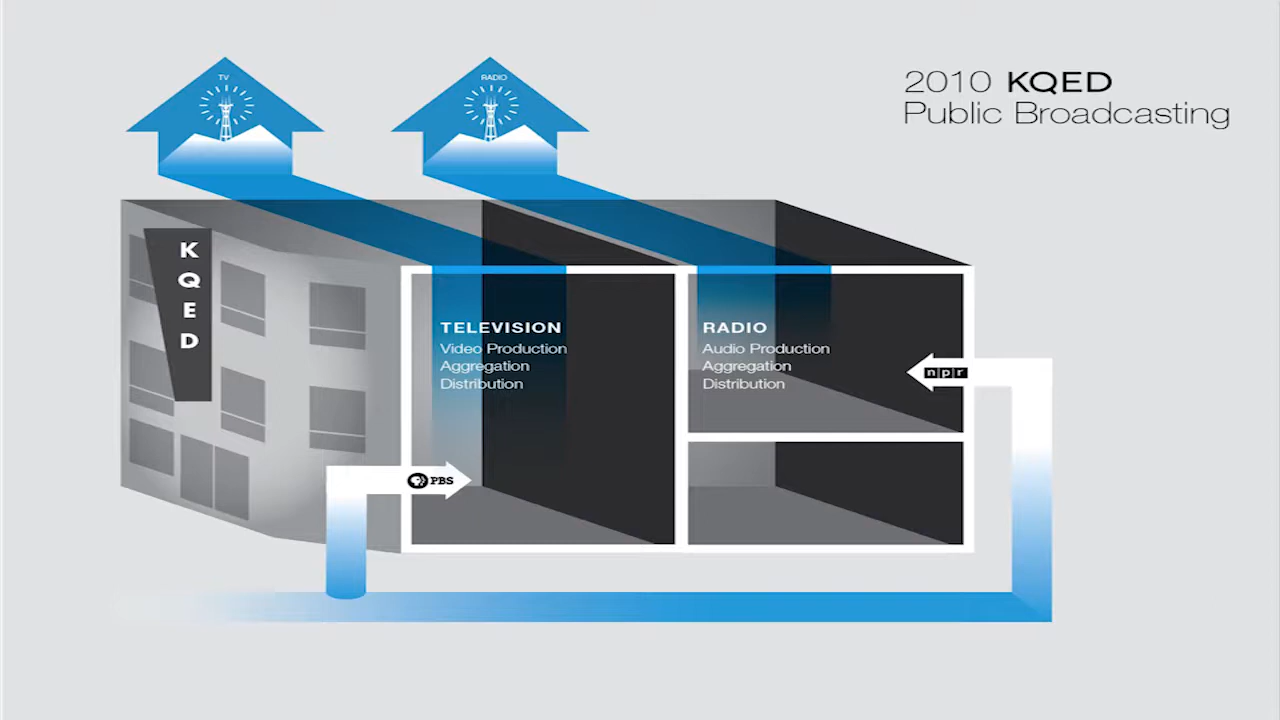 TV
RADIO
2010 KQED
Public Broadcasting
K
Q
E
D
TELEVISION
Video Production
Aggregation
Distribution
RADIO
Audio Production
Aggregation
Distribution
npr
PBS